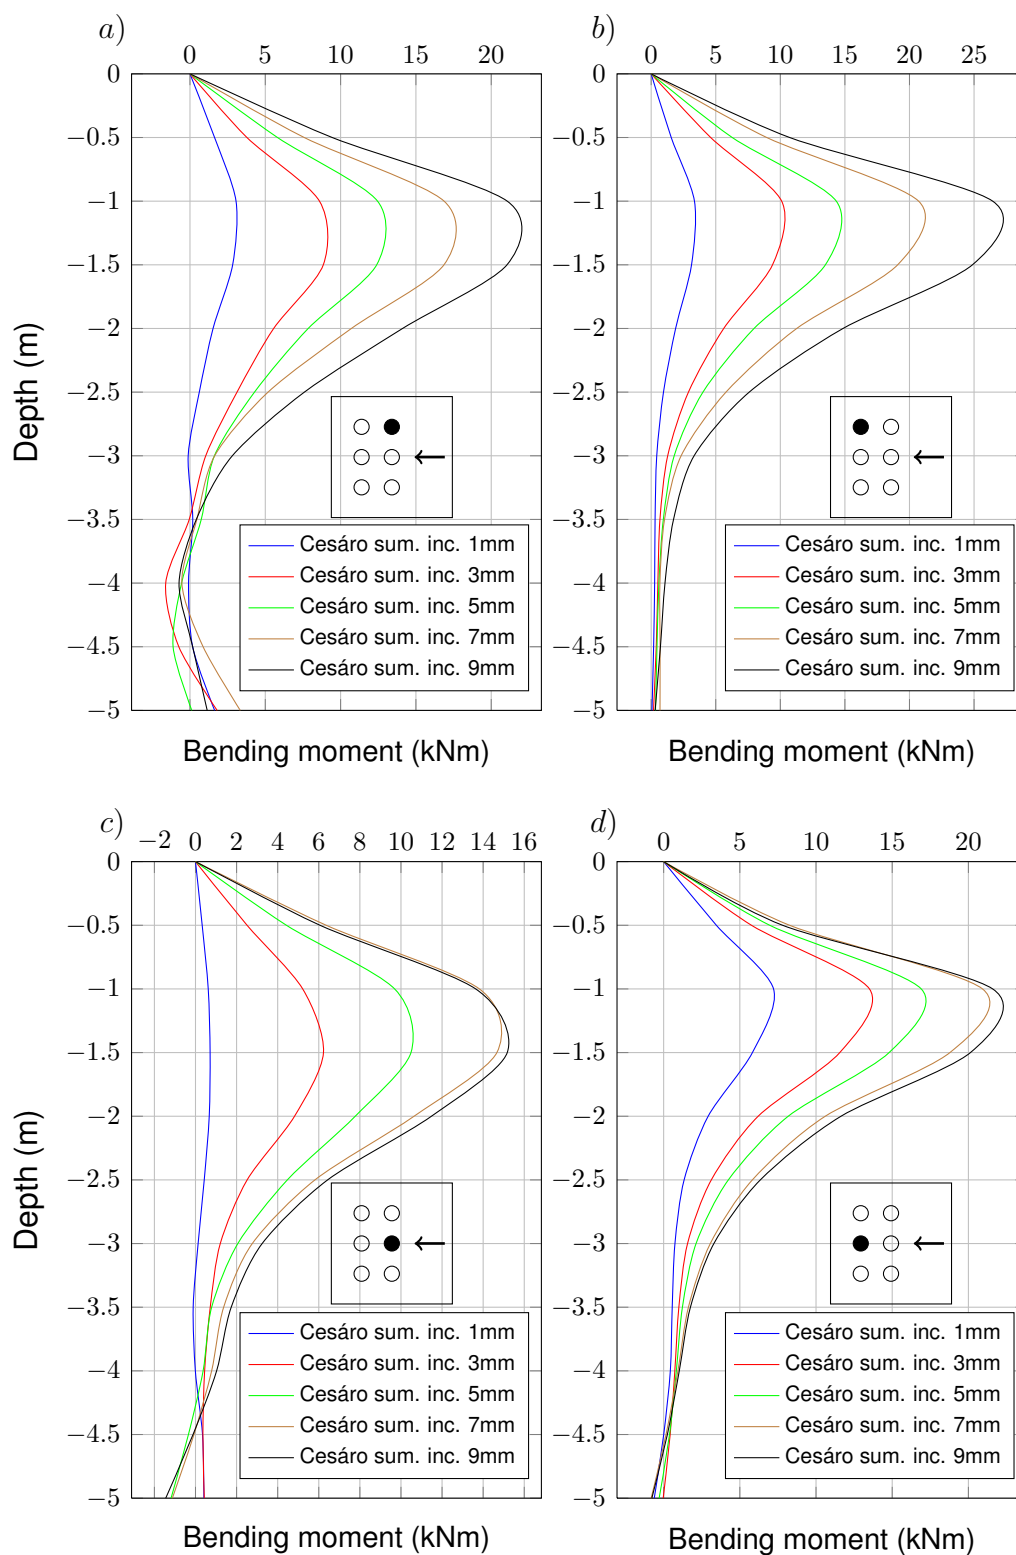 a)
0 5 10 15 20
0
−0.5
−1
−1.5
−2
−2.5
−3
−3.5
−4
−4.5
−5
Depth (m)
Cesáro sum. inc. 1mm
Cesáro sum. inc. 3mm
Cesáro sum. inc. 5mm
Cesáro sum. inc. 7mm
Cesáro sum. inc. 9mm
Bending moment (kNm)
b)
0 5 10 15 20 25
0
−0.5
−1
−1.5
−2
−2.5
−3
−3.5
−4
−4.5
−5
Cesáro sum. inc. 1mm
Cesáro sum. inc. 3mm
Cesáro sum. inc. 5mm
Cesáro sum. inc. 7mm
Cesáro sum. inc. 9mm
Bending moment (kNm)
c)
−2 0 2 4 6 8 10 12 14 16
0
−0.5
−1
−1.5
−2
−2.5
−3
−3.5
−4
−4.5
−5
Depth (m)
Cesáro sum. inc. 1mm
Cesáro sum. inc. 3mm
Cesáro sum. inc. 5mm
Cesáro sum. inc. 7mm
Cesáro sum. inc. 9mm
Bending moment (kNm)
d)
0 5 10 15 20
0
−0.5
−1
−1.5
−2
−2.5
−3
−3.5
−4
−4.5
−5
Cesáro sum. inc. 1mm
Cesáro sum. inc. 3mm
Cesáro sum. inc. 5mm
Cesáro sum. inc. 7mm
Cesáro sum. inc. 9mm
Bending moment (kNm)